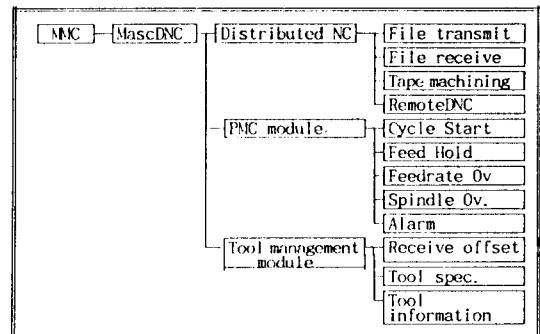 MMC MascDNC Distributed NC File transmit
File receive
Tape machining
RemoteDNC
PMC module Cycle Start
Feed Hold
Feedrate Ov
Spindle Ov.
Alarm
Tool management
module
Receive offset
Tool spec.
Tool
information